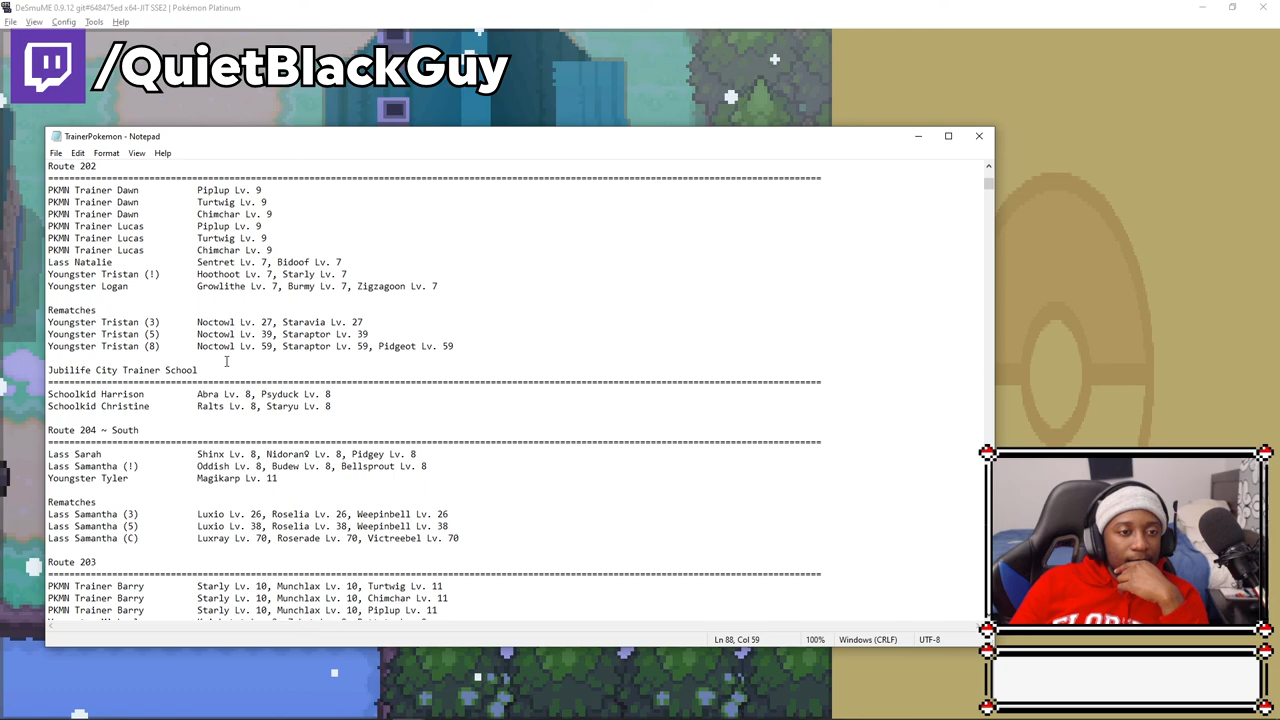 DeSmuME 0.9.12 git#648475ed x64-JIT SSE2 | Pokémon Platinum
File View Config Tools Help
/QuietBlackGuy
TrainerPokemon - Notepad
File Edit Format View Help
Route 202
PKMN Trainer Dawn Piplup Lv. 9
PKMN Trainer Dawn Turtwig Lv. 9
PKMN Trainer Dawn Chimchar Lv. 9
PKMN Trainer Lucas Piplup Lv. 9
PKMN Trainer Lucas Turtwig Lv. 9
PKMN Trainer Lucas Chimchar Lv. 9
Lass Natalie Sentret Lv. 7, Bidoof Lv. 7
Youngster Tristan (!) Hoothoot Lv. 7, Starly Lv. 7
Youngster Logan Growlithe Lv. 7, Burmy Lv. 7, Zigzagoon Lv. 7
Rematches
Youngster Tristan (3) Noctowl Lv. 27, Staravia Lv. 27
Youngster Tristan (5) Noctowl Lv. 39, Staraptor Lv. 39
Youngster Tristan (8) Noctowl Lv. 59, Staraptor Lv. 59, Pidgeot Lv. 59
Jubilife City Trainer School
Schoolkid Harrison Abra Lv. 8, Psyduck Lv. 8
Schoolkid Christine Ralts Lv. 8, Staryu Lv. 8
Route 204 ~ South
Lass Sarah Shinx Lv. 8, Nidoran♀ Lv. 8, Pidgey Lv. 8
Lass Samantha (!) Oddish Lv. 8, Budew Lv. 8, Bellsprout Lv. 8
Youngster Tyler Magikarp Lv. 11
Rematches
Lass Samantha (3) Luxio Lv. 26, Roselia Lv. 26, Weepinbell Lv. 26
Lass Samantha (5) Luxio Lv. 38, Roselia Lv. 38, Weepinbell Lv. 38
Lass Samantha (C) Luxray Lv. 70, Roserade Lv. 70, Victreebel Lv. 70
Route 203
PKMN Trainer Barry Starly Lv. 10, Munchlax Lv. 10, Turtwig Lv. 11
PKMN Trainer Barry Starly Lv. 10, Munchlax Lv. 10, Chimchar Lv. 11
PKMN Trainer Barry Starly Lv. 10, Munchlax Lv. 10, Piplup Lv. 11
Ln 88, Col 59 100% Windows (CRLF) UTF-8